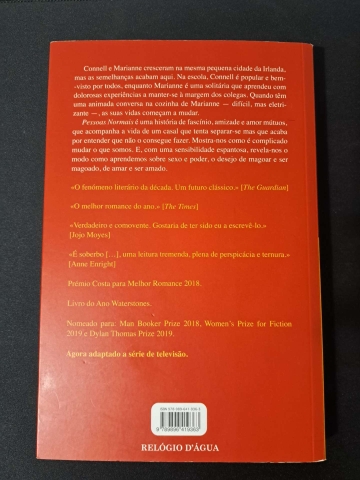 Connell e Marianne cresceram na mesma pequena cidade da Irlanda,
mas as semelhanças acabam aqui. Na escola, Connell é popular e bem-
-visto por todos, enquanto Marianne é uma solitária que aprendeu com
dolorosas experiências a manter-se à margem dos colegas. Quando têm
uma animada conversa na cozinha de Marianne — difícil, mas eletri-
zante —, as suas vidas começam a mudar.
Pessoas Normais é uma história de fascínio, amizade e amor mútuos,
que acompanha a vida de um casal que tenta separar-se mas que acaba
por entender que não o consegue fazer. Mostra-nos como é complicado
mudar o que somos. E, com uma sensibilidade espantosa, revela-nos o
modo como aprendemos sobre sexo e poder, o desejo de magoar e ser
magoado, de amar e ser amado.
«O fenómeno literário da década. Um futuro clássico.» [The Guardian]
«O melhor romance do ano.» [The Times]
«Verdadeiro e comovente. Gostaria de ter sido eu a escrevê-lo.»
[Jojo Moyes]
«É soberbo […], uma leitura tremenda, plena de perspicácia e ternura.»
[Anne Enright]
Prémio Costa para Melhor Romance 2018.
Livro do Ano Waterstones.
Nomeado para: Man Booker Prize 2018, Women's Prize for Fiction
2019 e Dylan Thomas Prize 2019.
Agora adaptado a série de televisão.
RELÓGIO D'ÁGUA